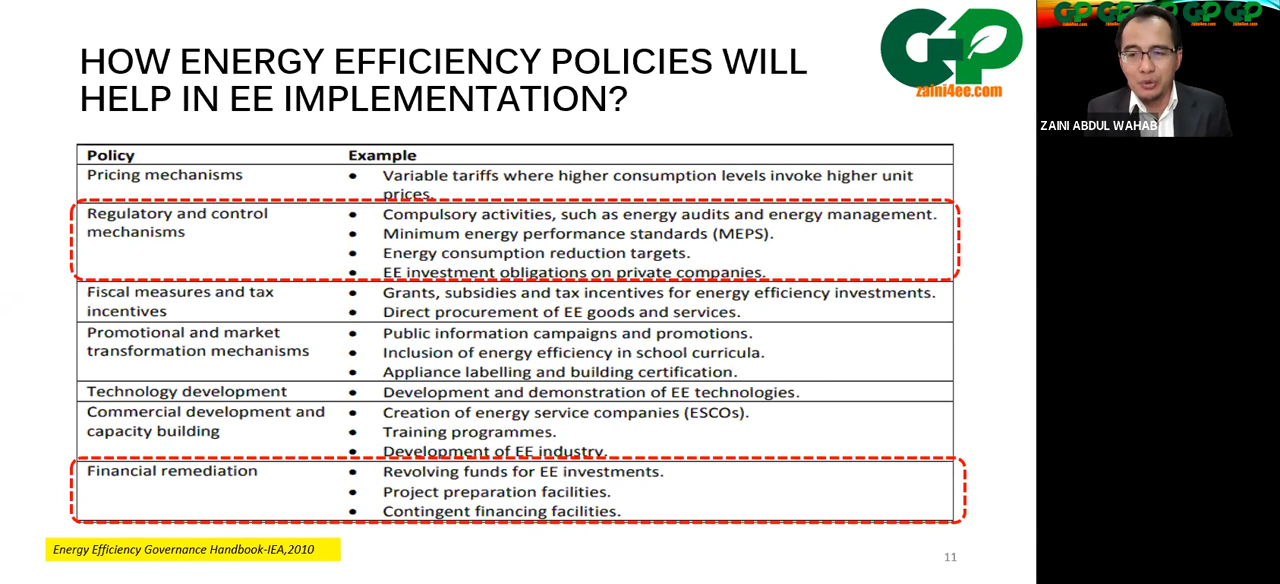 HOW ENERGY EFFICIENCY POLICIES WILL
HELP IN EE IMPLEMENTATION?
GP
zaini4ee.com
GP GP GP GP GP
ZAINI ABDUL WAHAB
Policy Example
Pricing mechanisms • Variable tariffs where higher consumption levels invoke higher unit
prices.
Regulatory and control • Compulsory activities, such as energy audits and energy management.
mechanisms • Minimum energy performance standards (MEPS).
• Energy consumption reduction targets.
• EE investment obligations on private companies.
Fiscal measures and tax • Grants, subsidies and tax incentives for energy efficiency investments.
incentives • Direct procurement of EE goods and services.
Promotional and market • Public information campaigns and promotions.
transformation mechanisms • Inclusion of energy efficiency in school curricula.
• Appliance labelling and building certification.
Technology development • Development and demonstration of EE technologies.
Commercial development and • Creation of energy service companies (ESCOs).
capacity building • Training programmes.
• Development of EE industry.
Financial remediation • Revolving funds for EE investments.
• Project preparation facilities.
• Contingent financing facilities.
Energy Efficiency Governance Handbook-IEA,2010
11